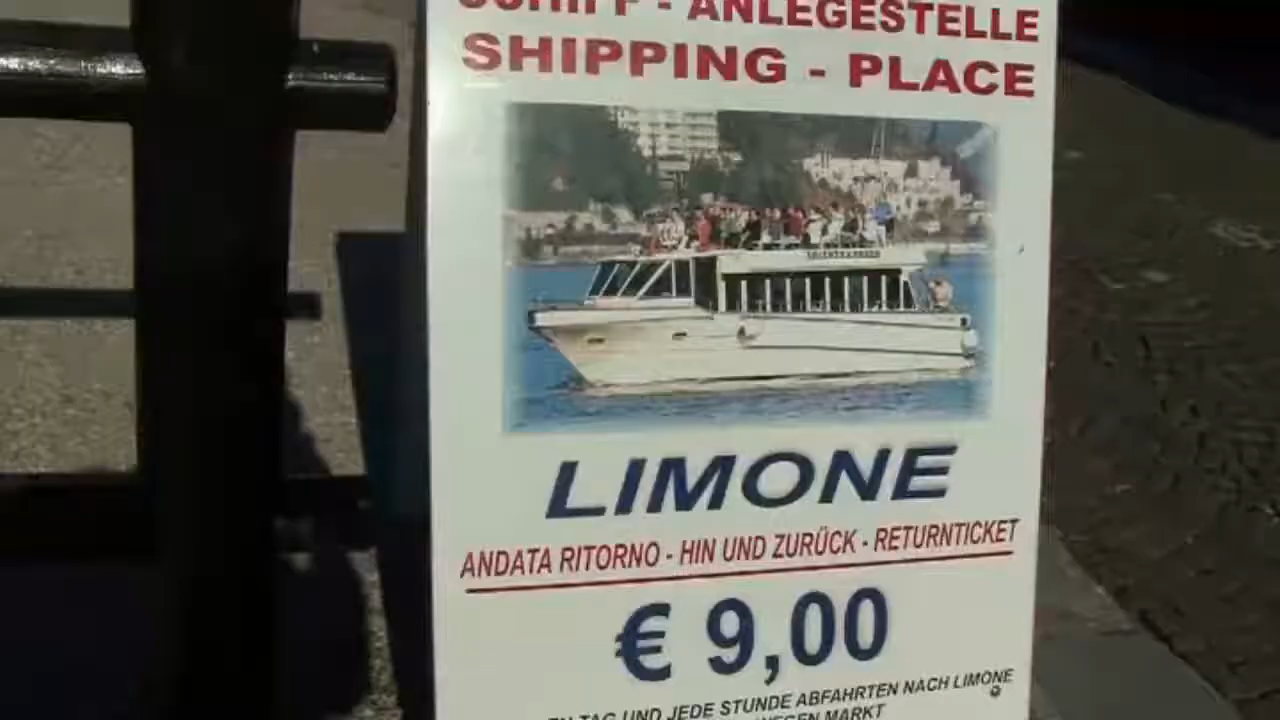 SCHIFF - ANLEGESTELLE
SHIPPING - PLACE
LIMONE
ANDATA RITORNO - HIN UND ZURÜCK - RETURNTICKET
€ 9,00
TAG UND JEDE STUNDE ABFAHRTEN NACH LIMONE
WEGEN MARKT